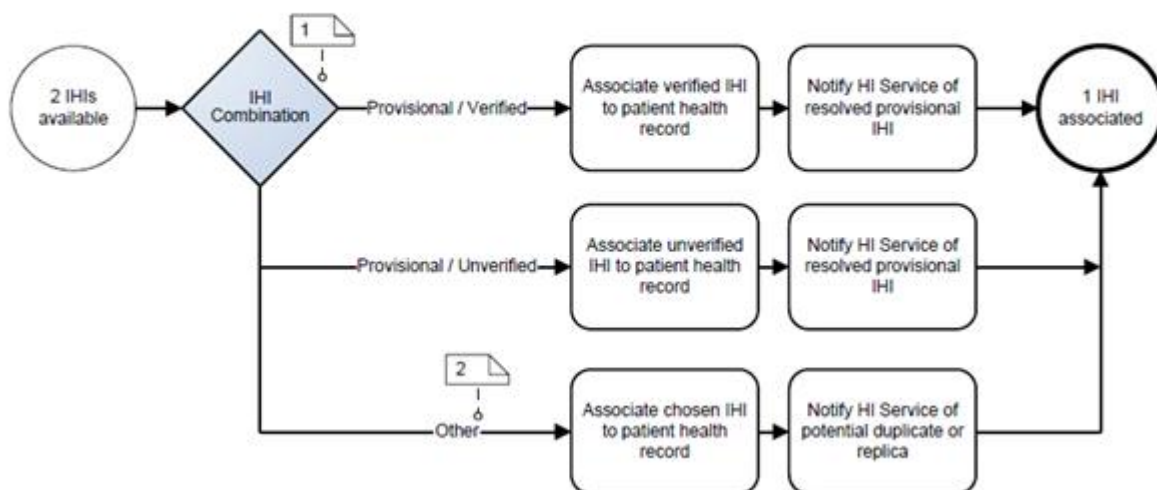 1
2 IHIs
available
IHI
Combination
Provisional / Verified
Associate verified IHI
to patient health
record
Notify HI Service of
resolved provisional
IHI
1 IHI
associated
Provisional / Unverified
Associate unverified
IHI to patient health
record
Notify HI Service of
resolved provisional
IHI
2
Other
Associate chosen IHI
to patient health
record
Notify HI Service of
potential duplicate or
replica